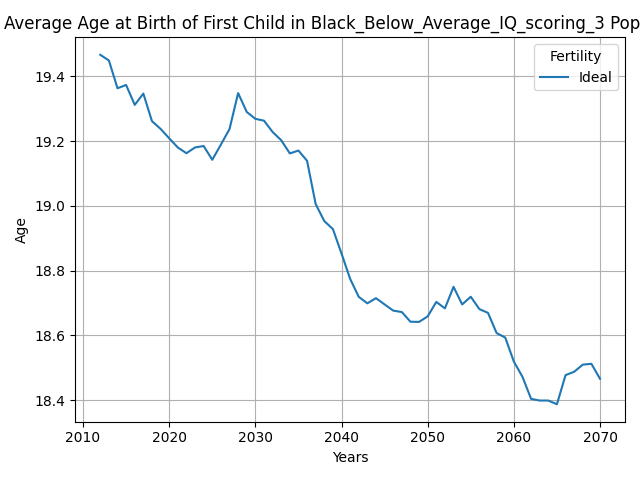 Average Age at Birth of First Child in Black_Below_Average_IQ_scoring_3 Pop
Fertility
Ideal
19.4
19.2
19.0
18.8
18.6
18.4
Age
2010 2020 2030 2040 2050 2060 2070
Years